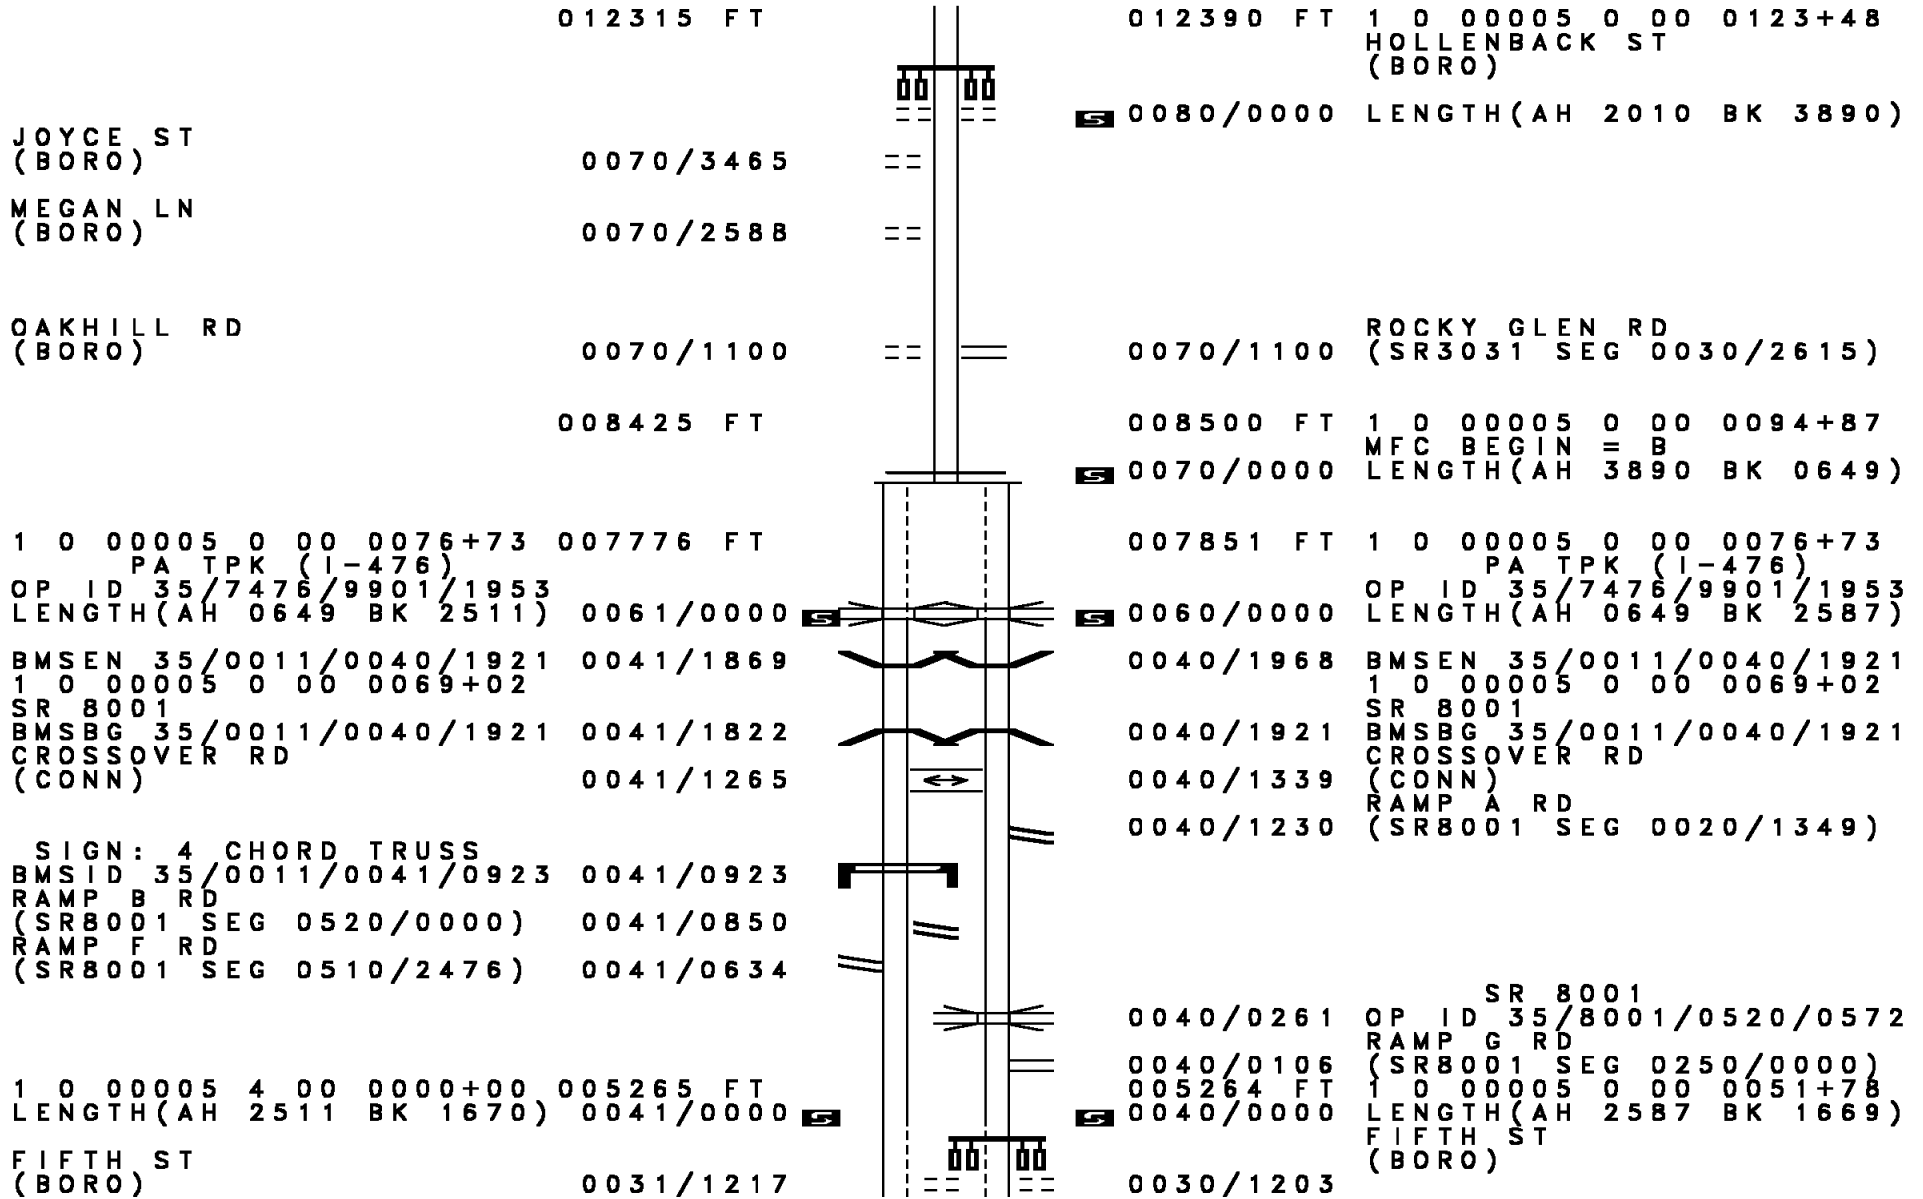 012315 FT 012390 FT 1 0 00005 0 00 0123+48
HOLLENBACK ST
(BORO)
S 0080/0000 LENGTH(AH 2010 BK 3890)
JOYCE ST
(BORO) 0070/3465
MEGAN LN
(BORO) 0070/2588
OAKHILL RD ROCKY GLEN RD
(BORO) 0070/1100 0070/1100 (SR3031 SEG 0030/2615)
008425 FT 008500 FT 1 0 00005 0 00 0094+87
MFC BEGIN = B
S 0070/0000 LENGTH(AH 3890 BK 0649)
1 0 00005 0 00 0076+73 007776 FT 007851 FT 1 0 00005 0 00 0076+73
PA TPK (I-476) PA TPK (I-476)
OP ID 35/7476/9901/1953 OP ID 35/7476/9901/1953
LENGTH(AH 0649 BK 2511) 0061/0000 S S 0060/0000 LENGTH(AH 0649 BK 2587)
BMSEN 35/0011/0040/1921 0041/1869 0040/1968 BMSEN 35/0011/0040/1921
1 0 00005 0 00 0069+02 1 0 00005 0 00 0069+02
SR 8001 SR 8001
BMSBG 35/0011/0040/1921 0041/1822 0040/1921 BMSBG 35/0011/0040/1921
CROSSOVER RD CROSSOVER RD
(CONN) 0041/1265 0040/1339 (CONN)
RAMP A RD
0040/1230 (SR8001 SEG 0020/1349)
SIGN: 4 CHORD TRUSS
BMSID 35/0011/0041/0923 0041/0923
RAMP B RD
(SR8001 SEG 0520/0000) 0041/0850
RAMP F RD
(SR8001 SEG 0510/2476) 0041/0634
SR 8001
0040/0261 OP ID 35/8001/0520/0572
RAMP G RD
0040/0106 (SR8001 SEG 0250/0000)
1 0 00005 4 00 0000+00 005265 FT 005264 FT 1 0 00005 0 00 0051+78
LENGTH(AH 2511 BK 1670) 0041/0000 S S 0040/0000 LENGTH(AH 2587 BK 1669)
FIFTH ST
(BORO)
FIFTH ST
(BORO) 0031/1217 0030/1203